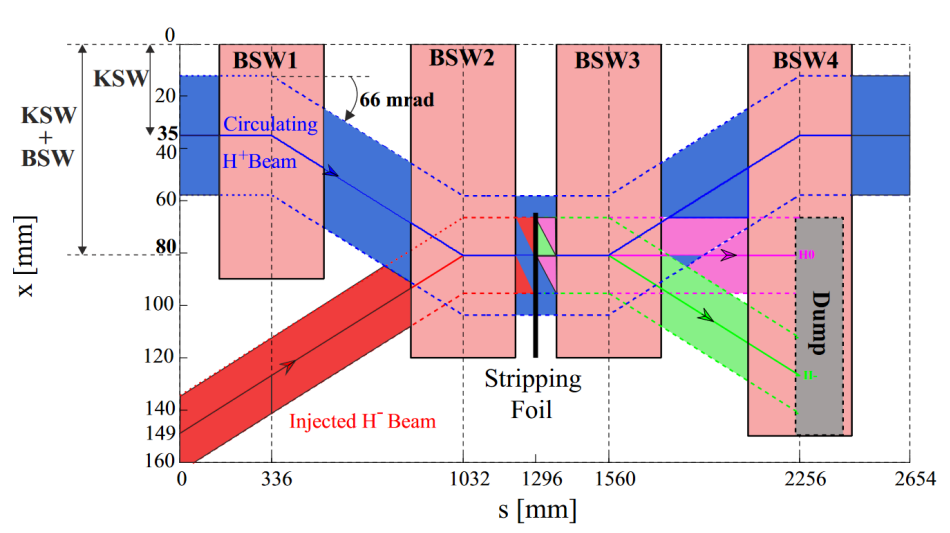 0
BSW1
BSW2
BSW3
BSW4
KSW
66 mrad
20
KSW
+
BSW
Circulating
35
40
H⁺Beam
60
80
H0
x [mm]
100
Dump
120
H-
Stripping
Foil
140
Injected H⁻ Beam
149
160
0
336
1032
1296
1560
2256
2654
s [mm]